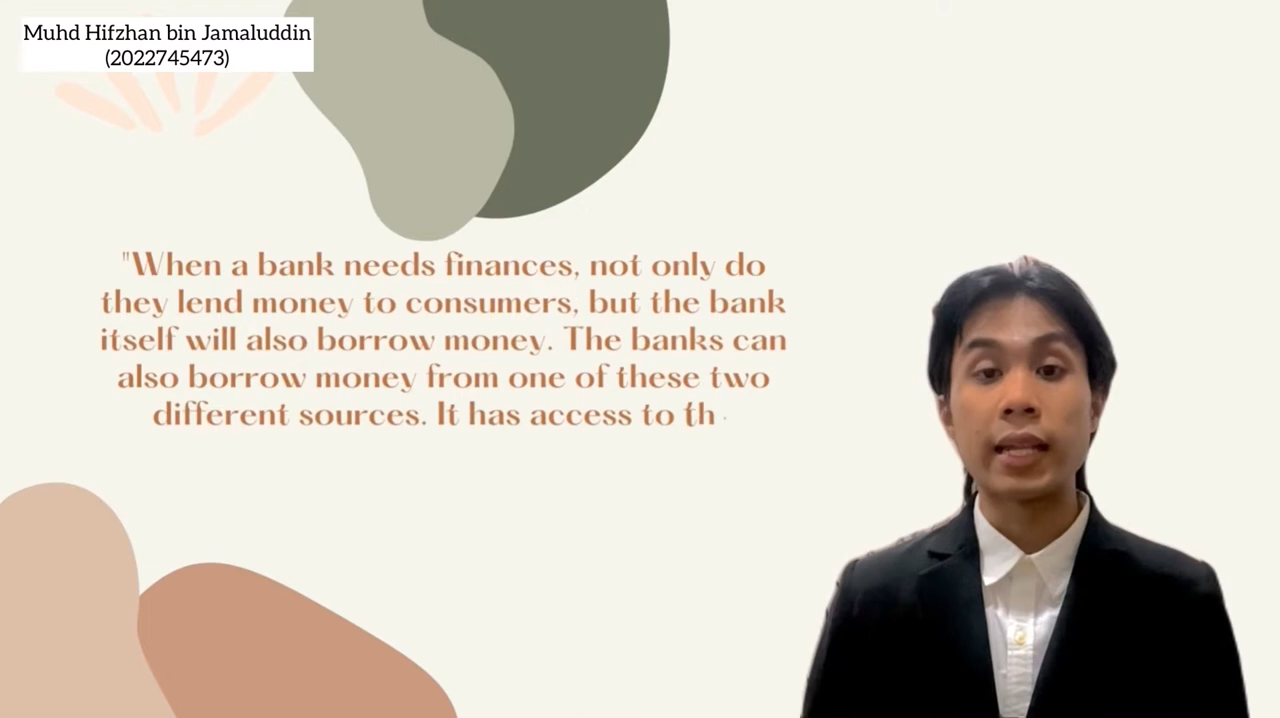 Muhd Hifzhan bin Jamaluddin
(2022745473)
"When a bank needs finances, not only do
they lend money to consumers, but the bank
itself will also borrow money. The banks can
also borrow money from one of these two
different sources. It has access to th